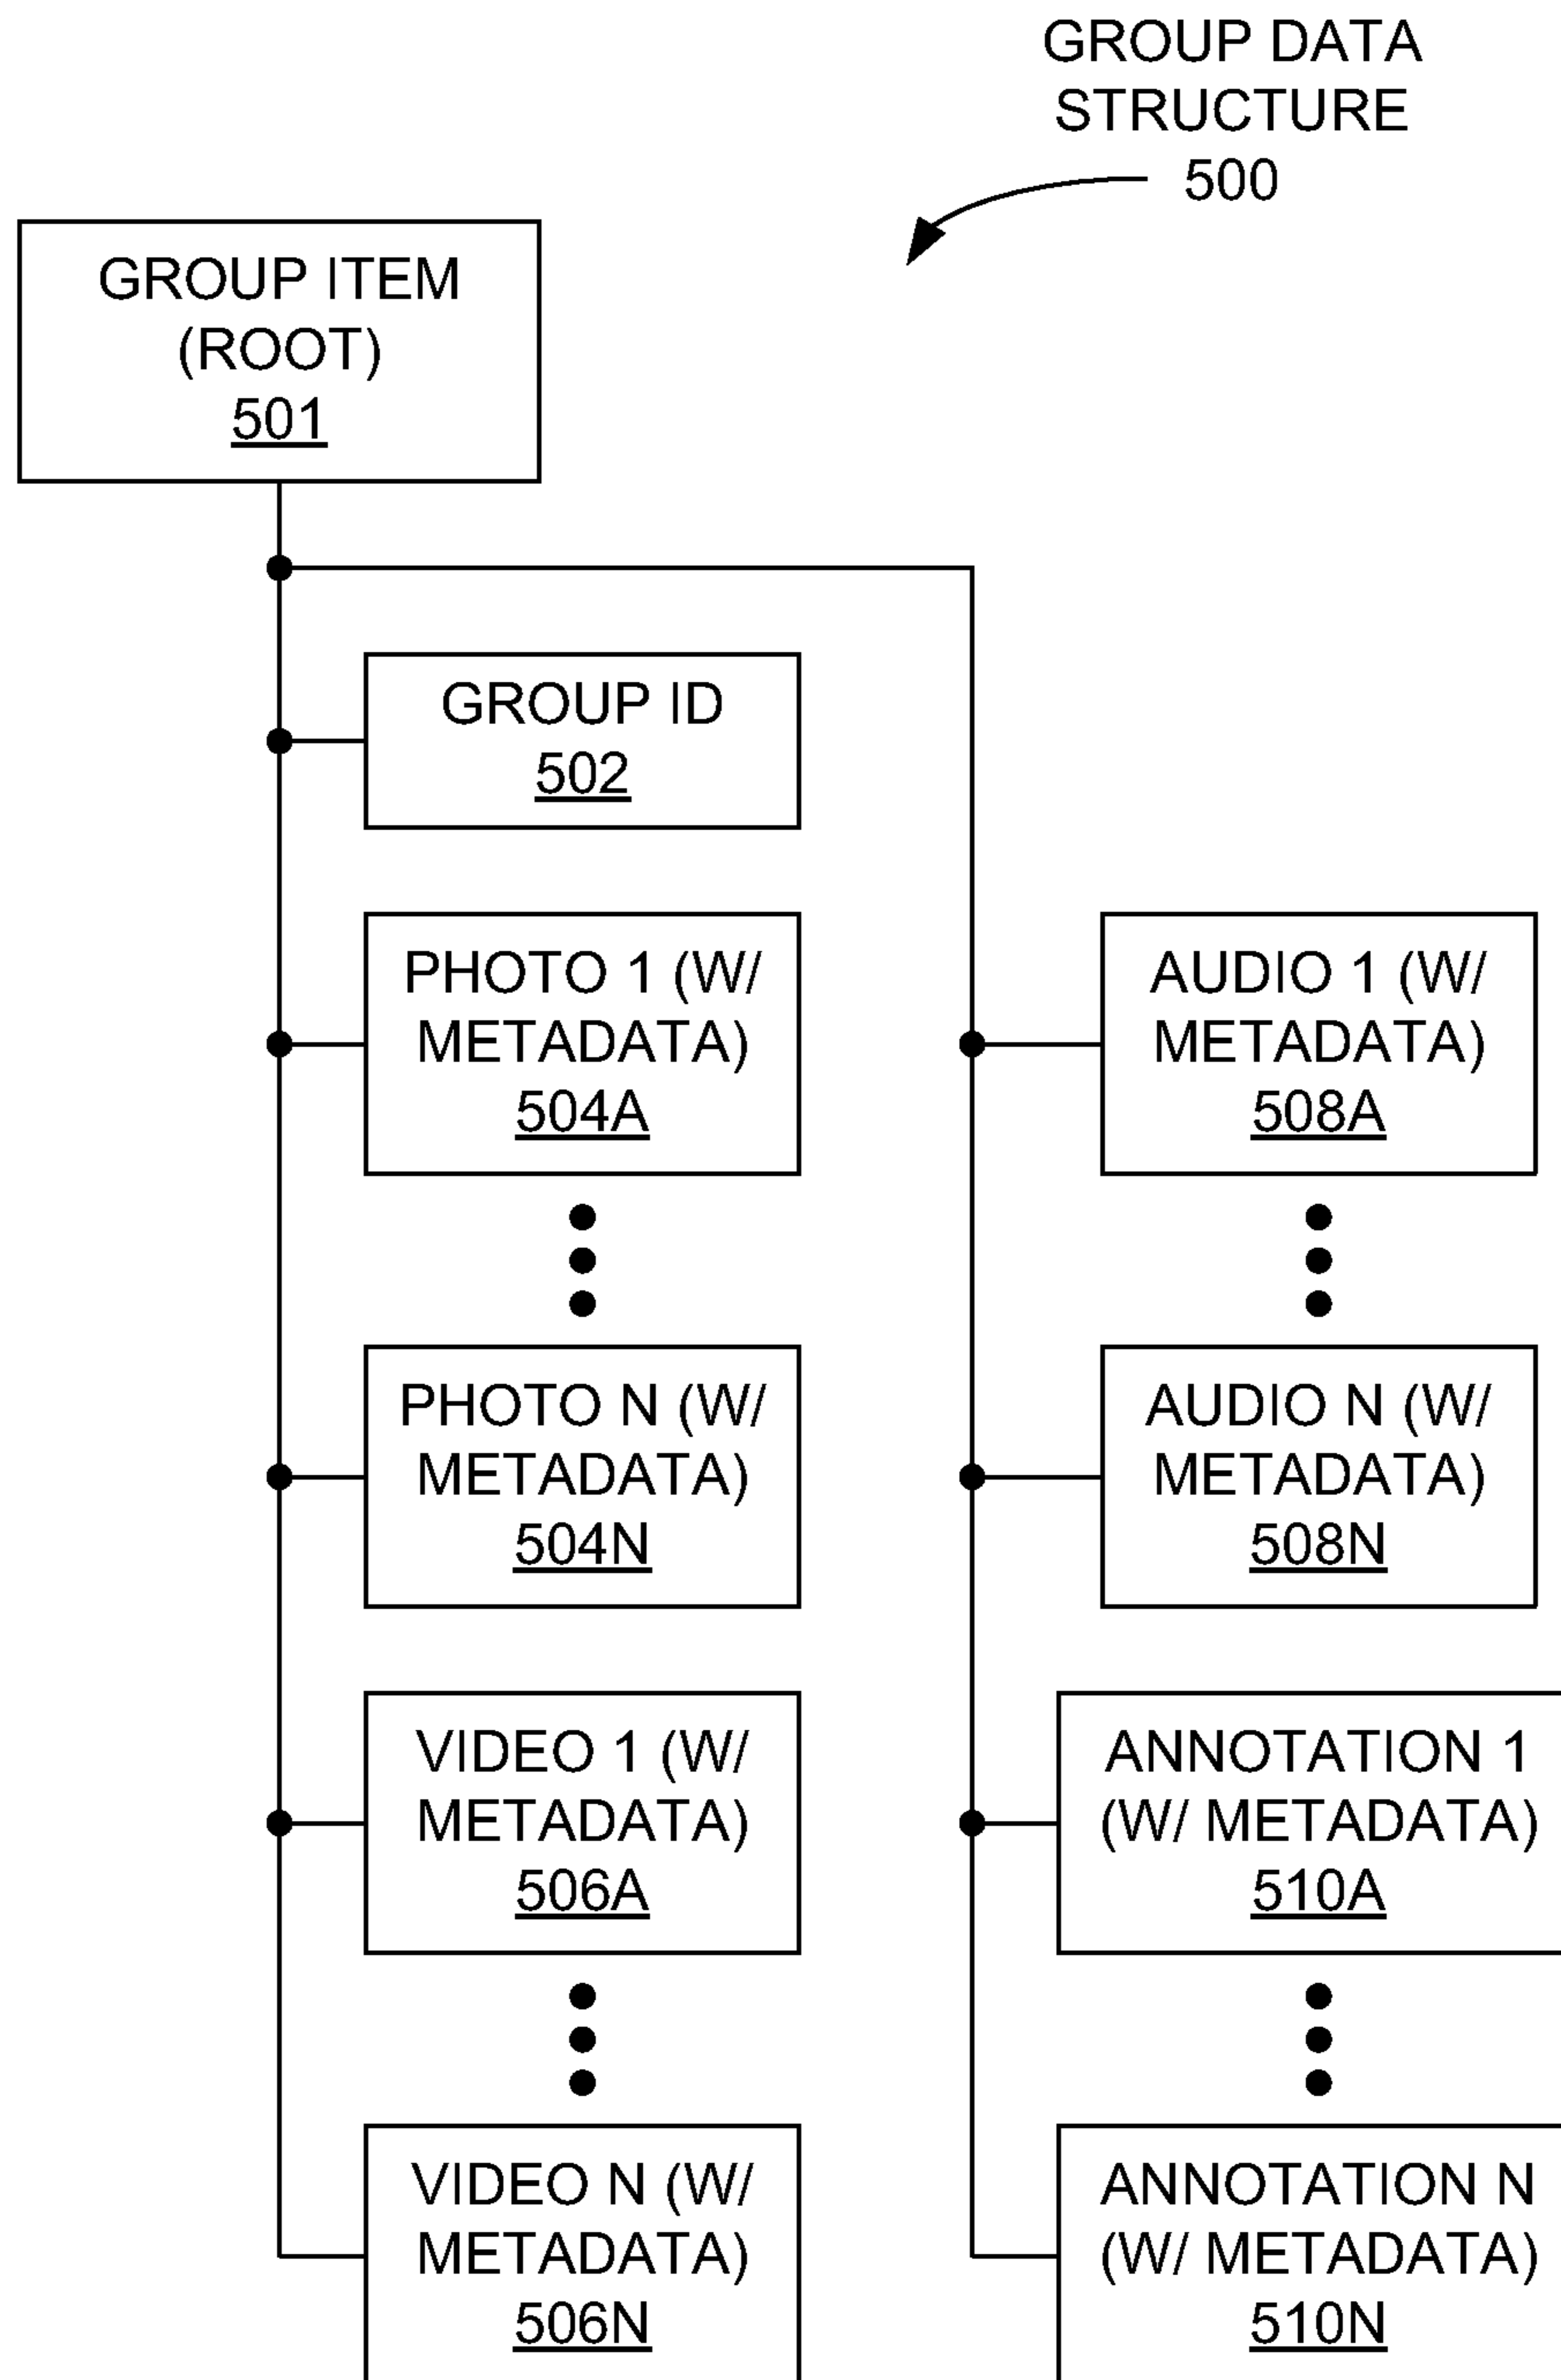 GROUP DATA
STRUCTURE
500
GROUP ITEM
(ROOT)
501
GROUP ID
502
PHOTO 1 (W/
METADATA)
504A
PHOTO N (W/
METADATA)
504N
VIDEO 1 (W/
METADATA)
506A
VIDEO N (W/
METADATA)
506N
AUDIO 1 (W/
METADATA)
508A
AUDIO N (W/
METADATA)
508N
ANNOTATION 1
(W/ METADATA)
510A
ANNOTATION N
(W/ METADATA)
510N